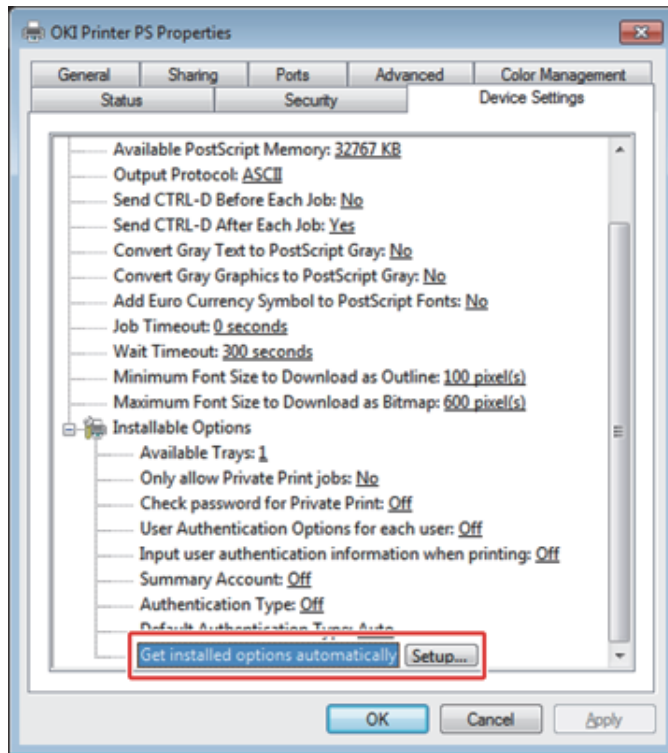 OKI Printer PS Properties
General Sharing Ports Advanced Color Management
Status Security Device Settings
Available PostScript Memory: 32767 KB
Output Protocol: ASCII
Send CTRL-D Before Each Job: No
Send CTRL-D After Each Job: Yes
Convert Gray Text to PostScript Gray: No
Convert Gray Graphics to PostScript Gray: No
Add Euro Currency Symbol to PostScript Fonts: No
Job Timeout: 0 seconds
Wait Timeout: 300 seconds
Minimum Font Size to Download as Outline: 100 pixel(s)
Maximum Font Size to Download as Bitmap: 600 pixel(s)
Installable Options
Available Trays: 1
Only allow Private Print jobs: No
Check password for Private Print: Off
User Authentication Options for each user: Off
Input user authentication information when printing: Off
Summary Account: Off
Authentication Type: Off
Default Authentication Type: Auto
Get installed options automatically Setup...
OK Cancel Apply